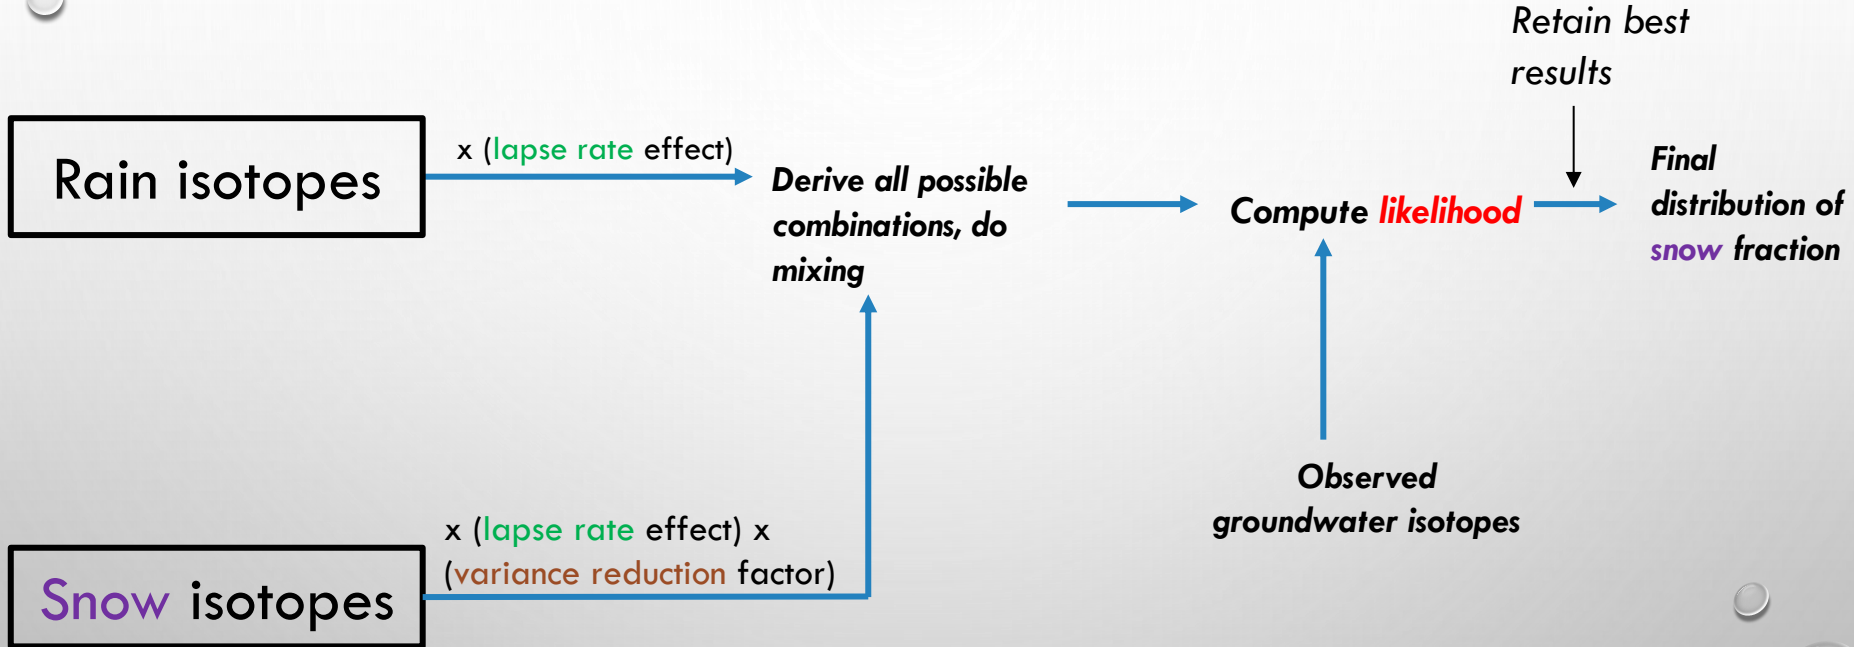 Retain best
results
Rain isotopes
x (lapse rate effect)
Derive all possible
combinations, do
mixing
Compute likelihood
Final
distribution of
snow fraction
Observed
groundwater isotopes
x (lapse rate effect) x
(variance reduction factor)
Snow isotopes